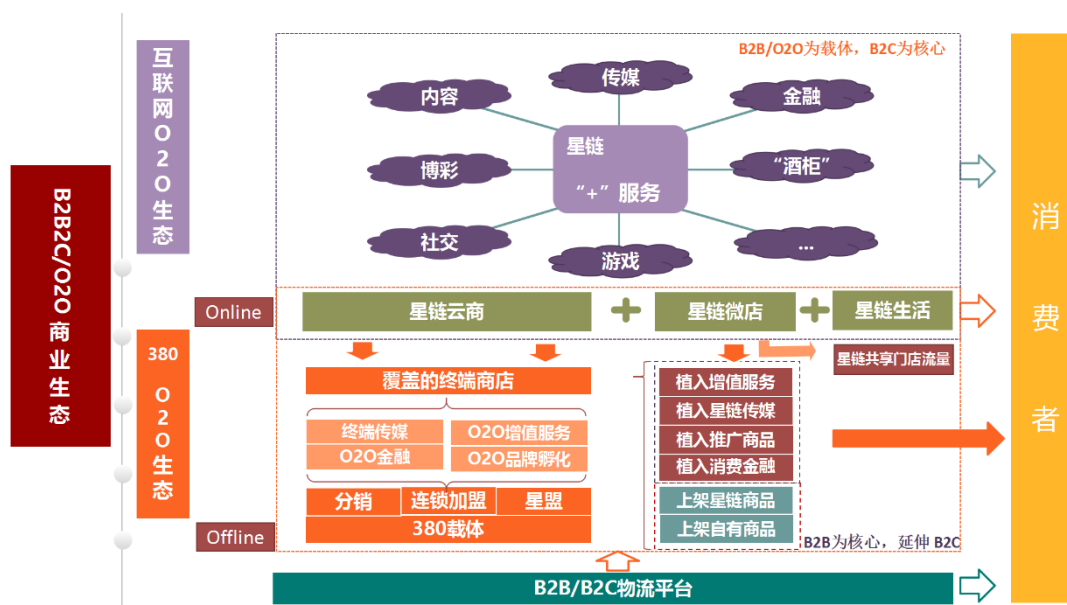 B2B2C/O2O商业生态
互联网O2O生态
B2B/O2O为载体，B2C为核心
传媒
内容
金融
星链
“+”服务
博彩
“酒柜”
社交
游戏
...
消费者
Online
星链云商
星链微店
星链生活
380 O2O生态
星链共享门店流量
覆盖的终端商店
植入增值服务
植入星链传媒
植入推广商品
植入消费金融
终端传媒
O2O增值服务
O2O金融
O2O品牌孵化
分销
连锁加盟
星盟
380载体
上架星链商品
上架自有商品
Offline
B2B为核心，延伸 B2C
B2B/B2C物流平台